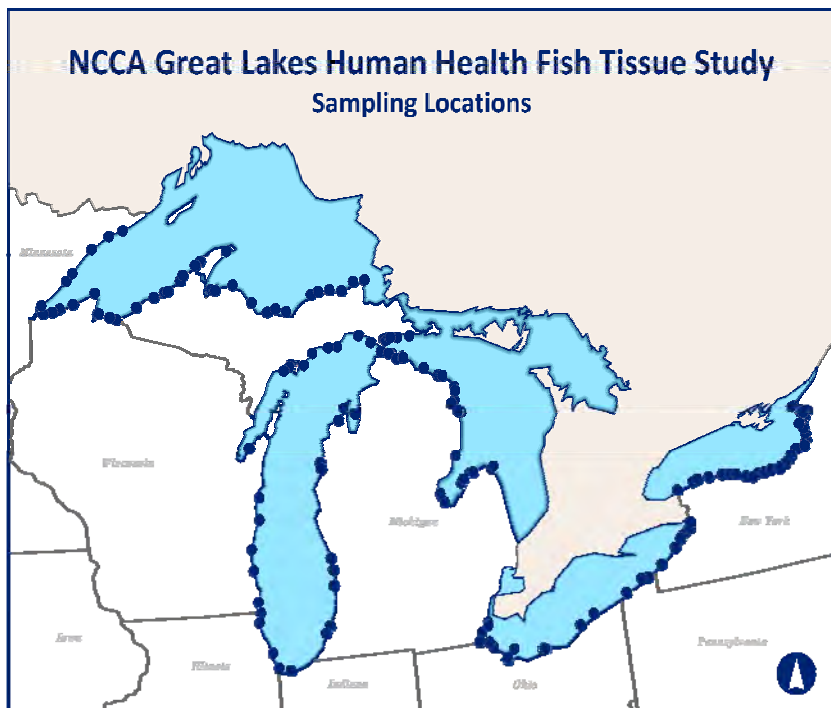 NCCA Great Lakes Human Health Fish Tissue Study
Sampling Locations
Minnesota
Wisconsin
Michigan
New York
Iowa
Illinois
Indiana
Ohio
Pennsylvania